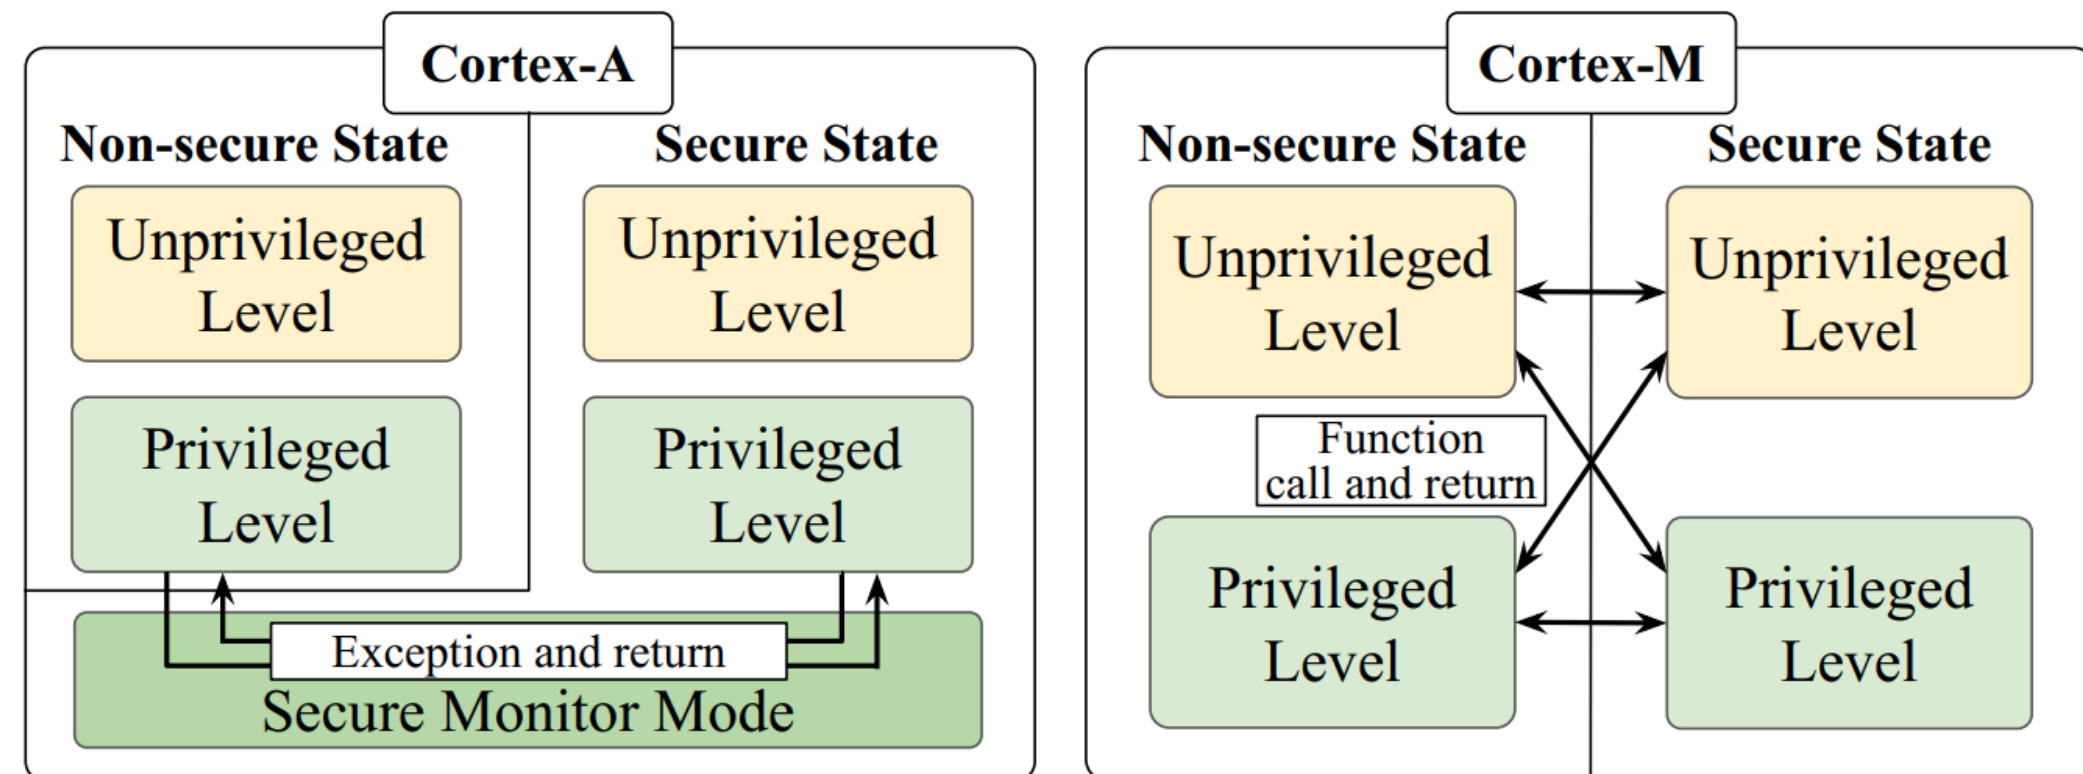 Cortex-A
Non-secure State
Secure State
Unprivileged
Level
Unprivileged
Level
Privileged
Level
Privileged
Level
Exception and return
Secure Monitor Mode
Cortex-M
Non-secure State
Secure State
Unprivileged
Level
Unprivileged
Level
Function
call and return
Privileged
Level
Privileged
Level